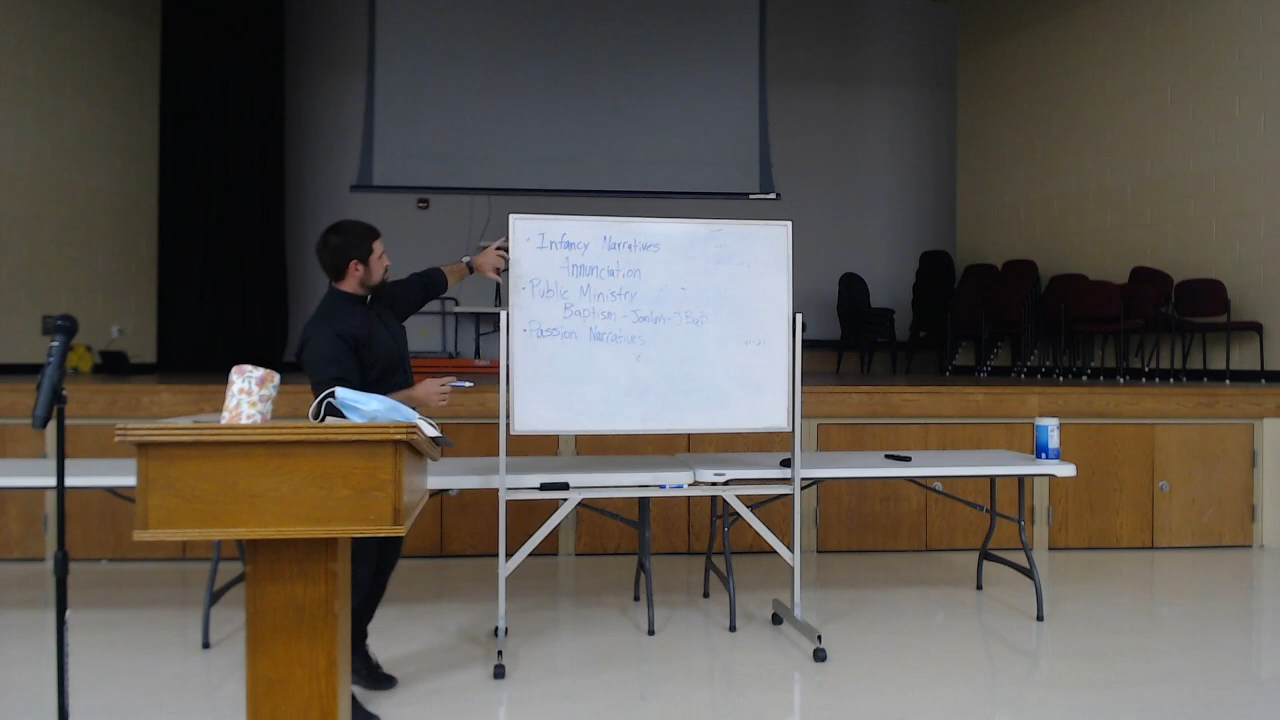 • Infancy Narratives
Annunciation
• Public Ministry
Baptism -
• Passion Narratives